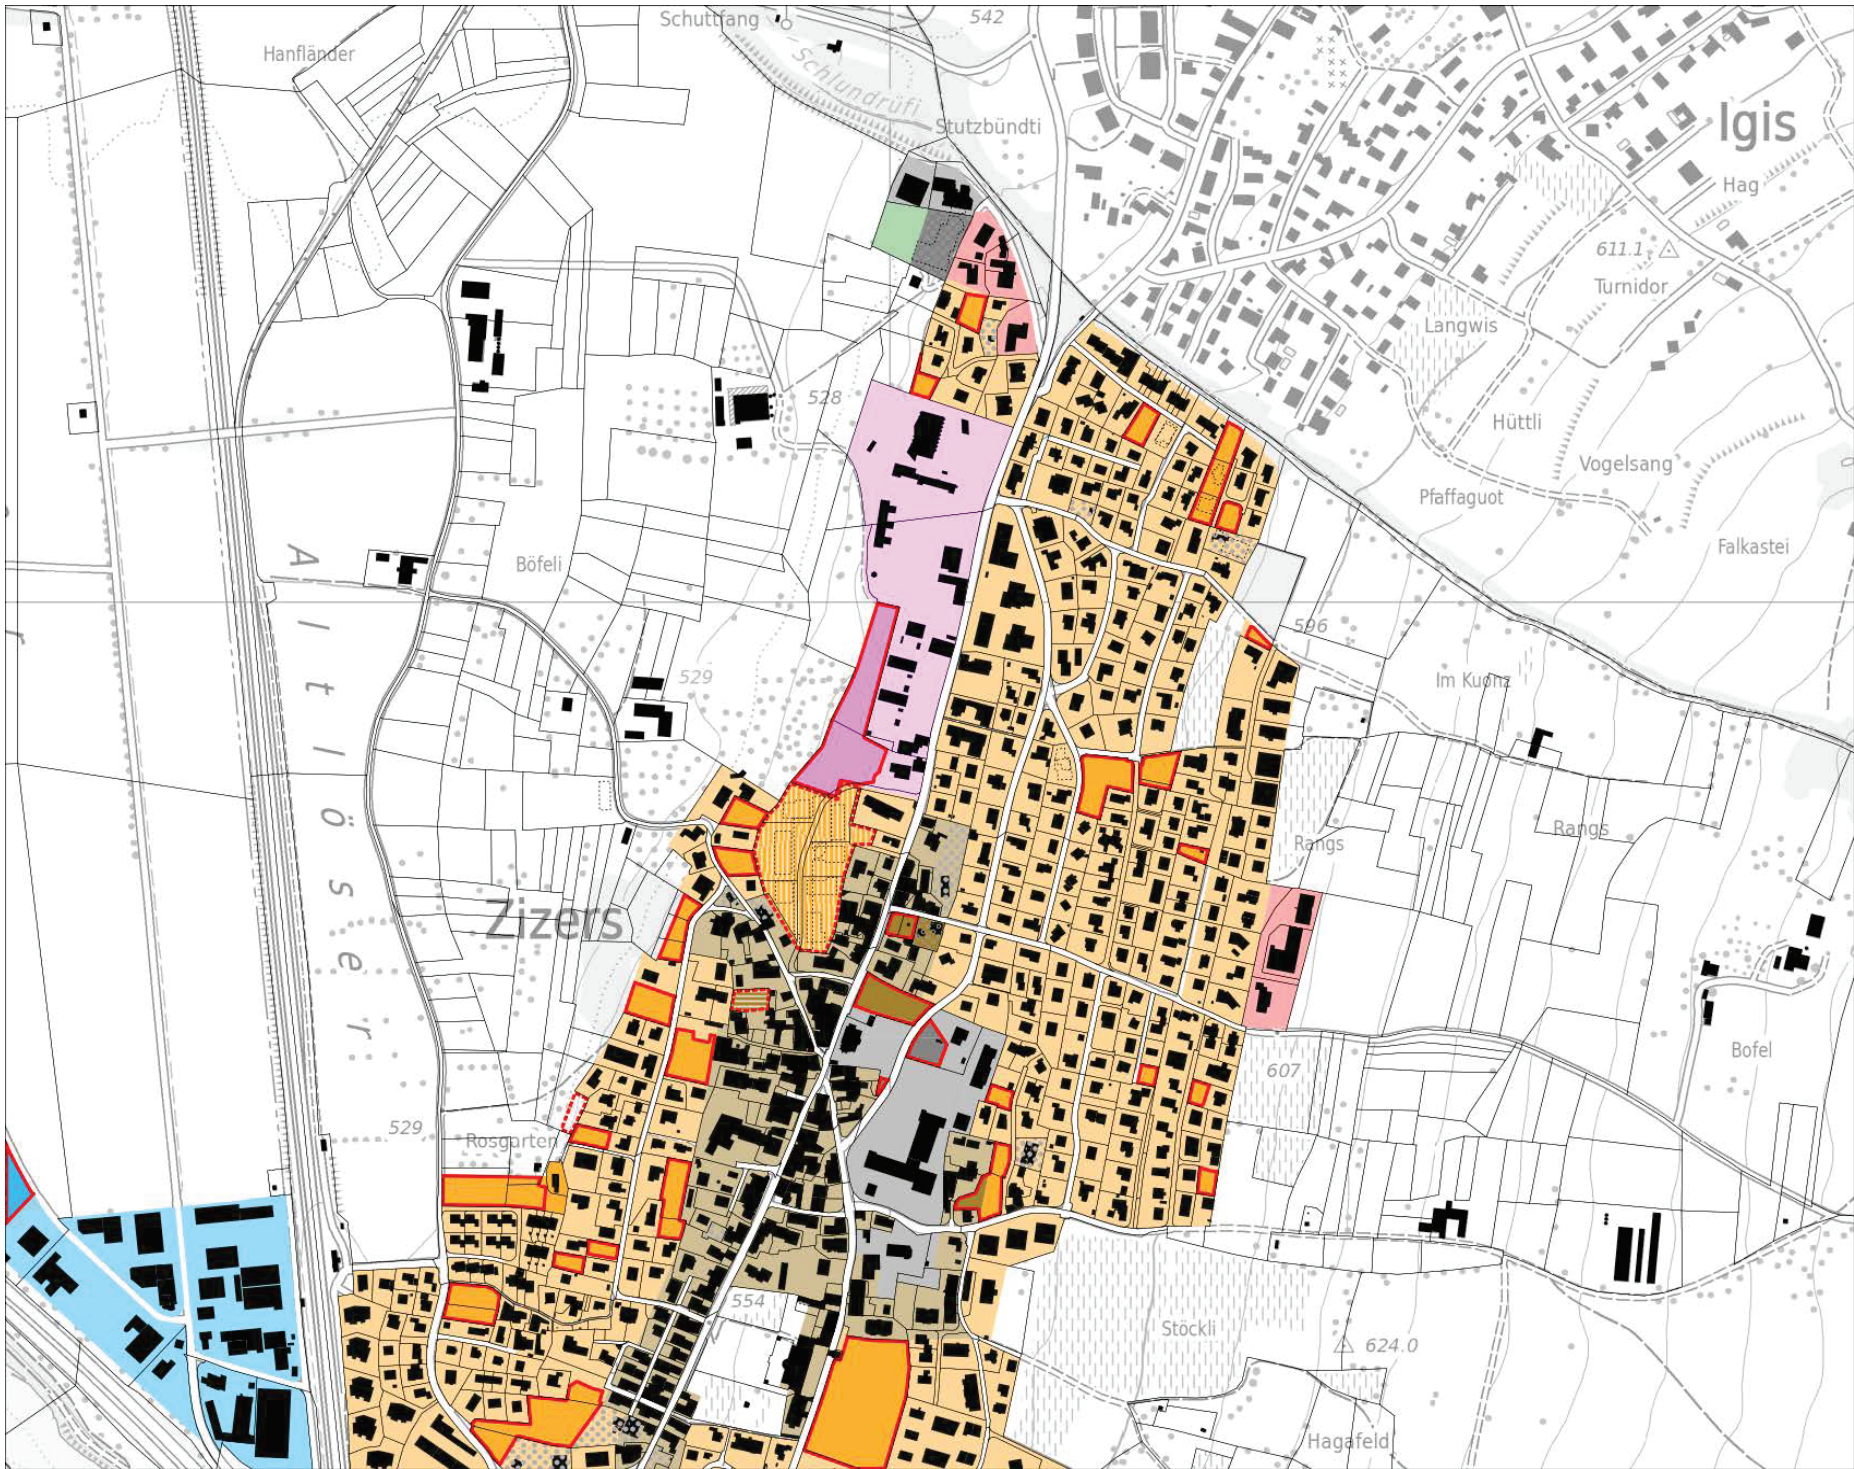 Schuttfang
542
Hanfländer
Schlundrüfi
Stutzbündti
Igis
Hag
611.1
Turnidor
Langwis
528
Hüttli
Vogelsang
Pfaffaguot
Falkastei
Böfeli
Altlöser
596
529
Im Kuonz
Rangs
Rangs
Zizers
Bofel
607
529
Rosgarten
554
Stöckli
624.0
Hagafeld